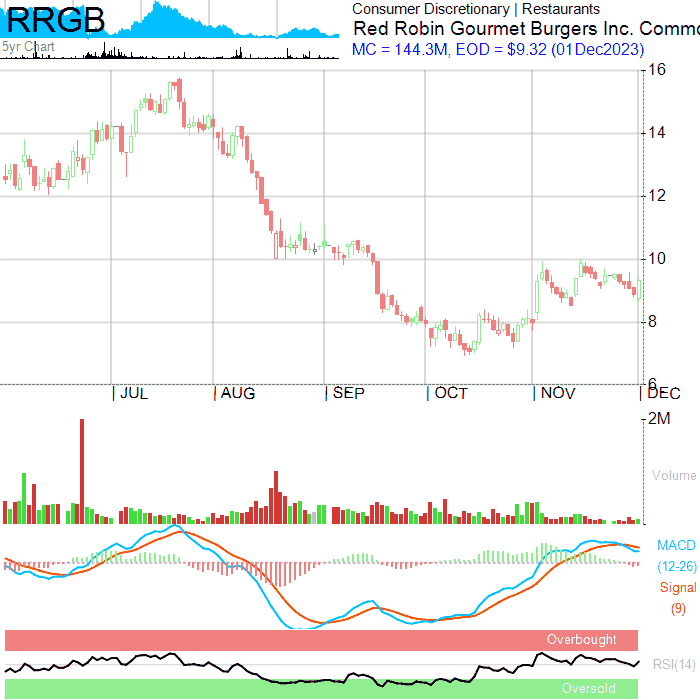 RRGB
5yr Chart
Consumer Discretionary | Restaurants
Red Robin Gourmet Burgers Inc. Commo
MC = 144.3M, EOD = $9.32 (01Dec2023)
16
14
12
10
8
6
JUL AUG SEP OCT NOV DEC
2M
Volume
MACD
(12-26)
Signal
(9)
Overbought
RSI(14)
Oversold